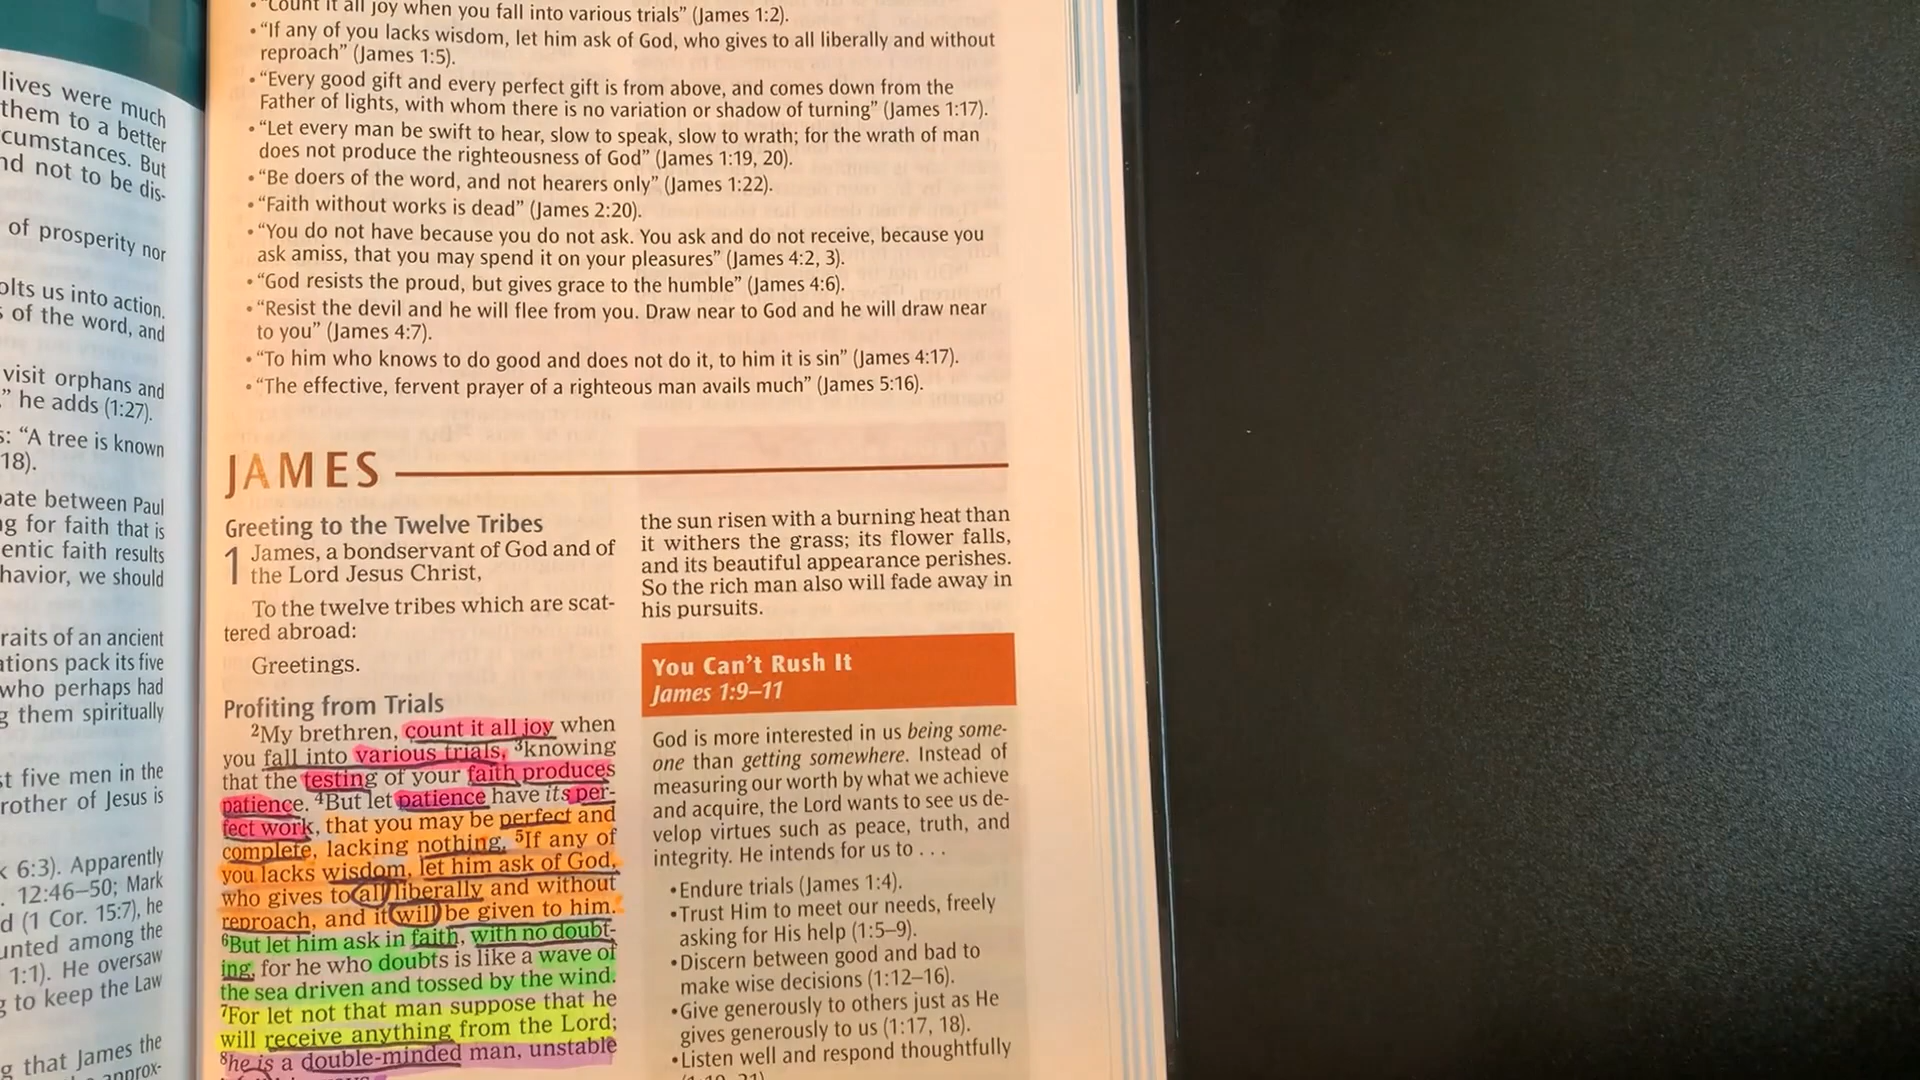 lives were much
them to a better
cumstances. But
nd not to be dis-
of prosperity nor
olts us into action.
s of the word, and
visit orphans and
” he adds (1:27).
s: “A tree is known
18).
pate between Paul
ng for faith that is
entic faith results
havior, we should
raits of an ancient
ations pack its five
who perhaps had
g them spiritually
st five men in the
rother of Jesus is
k 6:3). Apparently
. 12:46–50; Mark
d (1 Cor. 15:7), he
unted among the
1:1). He oversaw
g to keep the Law
g that James the
approx-
• “Count it all joy when you fall into various trials” (James 1:2).
• “If any of you lacks wisdom, let him ask of God, who gives to all liberally and without
reproach” (James 1:5).
• “Every good gift and every perfect gift is from above, and comes down from the
Father of lights, with whom there is no variation or shadow of turning” (James 1:17).
• “Let every man be swift to hear, slow to speak, slow to wrath; for the wrath of man
does not produce the righteousness of God” (James 1:19, 20).
• “Be doers of the word, and not hearers only” (James 1:22).
• “Faith without works is dead” (James 2:20).
• “You do not have because you do not ask. You ask and do not receive, because you
ask amiss, that you may spend it on your pleasures” (James 4:2, 3).
• “God resists the proud, but gives grace to the humble” (James 4:6).
• “Resist the devil and he will flee from you. Draw near to God and he will draw near
to you” (James 4:7).
• “To him who knows to do good and does not do it, to him it is sin” (James 4:17).
• “The effective, fervent prayer of a righteous man avails much” (James 5:16).
JAMES
Greeting to the Twelve Tribes
1 James, a bondservant of God and of
the Lord Jesus Christ,
To the twelve tribes which are scat-
tered abroad:
Greetings.
Profiting from Trials
2My brethren, count it all joy when
you fall into various trials, 3knowing
that the testing of your faith produces
patience. 4But let patience have its per-
fect work, that you may be perfect and
complete, lacking nothing. 5If any of
you lacks wisdom, let him ask of God,
who gives to all liberally and without
reproach, and it will be given to him.
6But let him ask in faith, with no doubt-
ing, for he who doubts is like a wave of
the sea driven and tossed by the wind.
7For let not that man suppose that he
will receive anything from the Lord;
8he is a double-minded man, unstable
the sun risen with a burning heat than
it withers the grass; its flower falls,
and its beautiful appearance perishes.
So the rich man also will fade away in
his pursuits.
You Can’t Rush It
James 1:9–11
God is more interested in us being some-
one than getting somewhere. Instead of
measuring our worth by what we achieve
and acquire, the Lord wants to see us de-
velop virtues such as peace, truth, and
integrity. He intends for us to . . .
• Endure trials (James 1:4).
• Trust Him to meet our needs, freely
asking for His help (1:5–9).
• Discern between good and bad to
make wise decisions (1:12–16).
• Give generously to others just as He
gives generously to us (1:17, 18).
• Listen well and respond thoughtfully